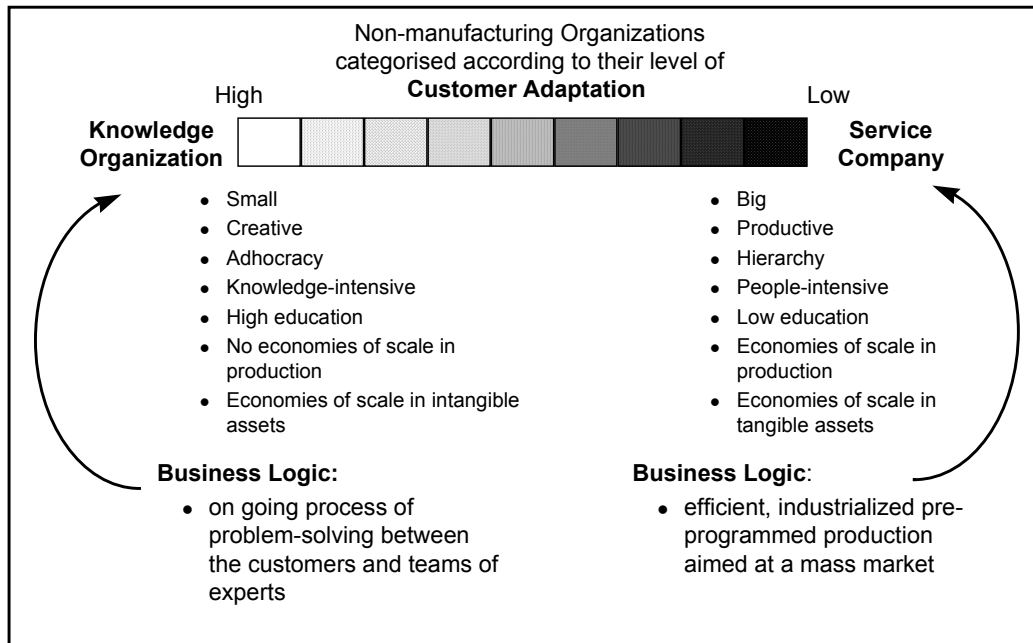 Non-manufacturing Organizations
categorised according to their level of
Customer Adaptation
High
Low
Knowledge
Organization
Service
Company
• Small
• Creative
• Adhocracy
• Knowledge-intensive
• High education
• No economies of scale in
production
• Economies of scale in intangible
assets
• Big
• Productive
• Hierarchy
• People-intensive
• Low education
• Economies of scale in
production
• Economies of scale in
tangible assets
Business Logic:
• on going process of
problem-solving between
the customers and teams of
experts
Business Logic:
• efficient, industrialized pre-
programmed production
aimed at a mass market